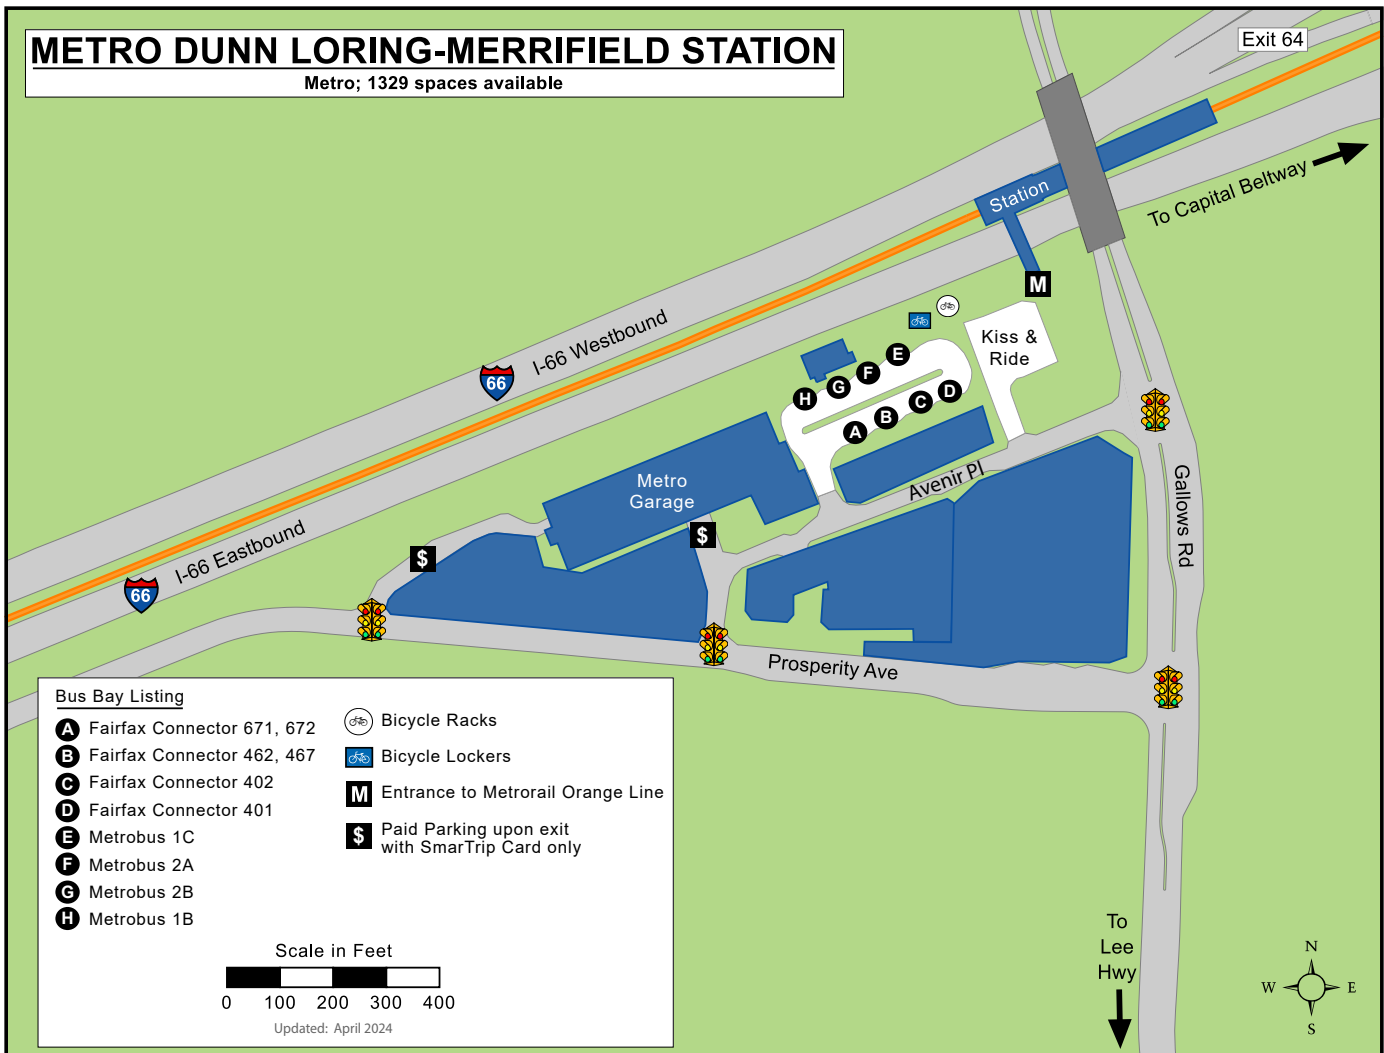 METRO DUNN LORING-MERRIFIELD STATION
Metro; 1329 spaces available
Exit 64
To Capital Beltway
Station
M
I-66 Westbound
66
Kiss &
Ride
E
F
G
H
D
C
B
A
Metro
Garage
Avenir Pl
Gallows Rd
$
$
I-66 Eastbound
66
Prosperity Ave
Bus Bay Listing
A Fairfax Connector 671, 672
B Fairfax Connector 462, 467
C Fairfax Connector 402
D Fairfax Connector 401
E Metrobus 1C
F Metrobus 2A
G Metrobus 2B
H Metrobus 1B
Bicycle Racks
Bicycle Lockers
M Entrance to Metrorail Orange Line
$ Paid Parking upon exit
with SmarTrip Card only
Scale in Feet
0 100 200 300 400
Updated: April 2024
To
Lee
Hwy
N
W E
S